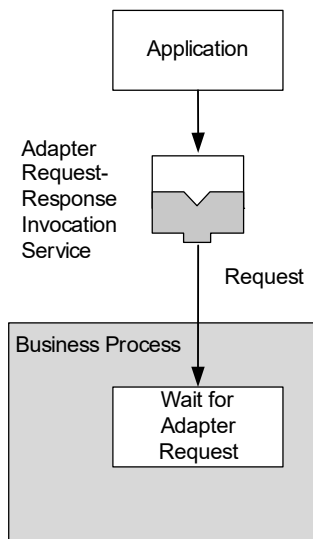 Application
Adapter
Request-
Response
Invocation
Service
Request
Business Process
Wait for
Adapter
Request